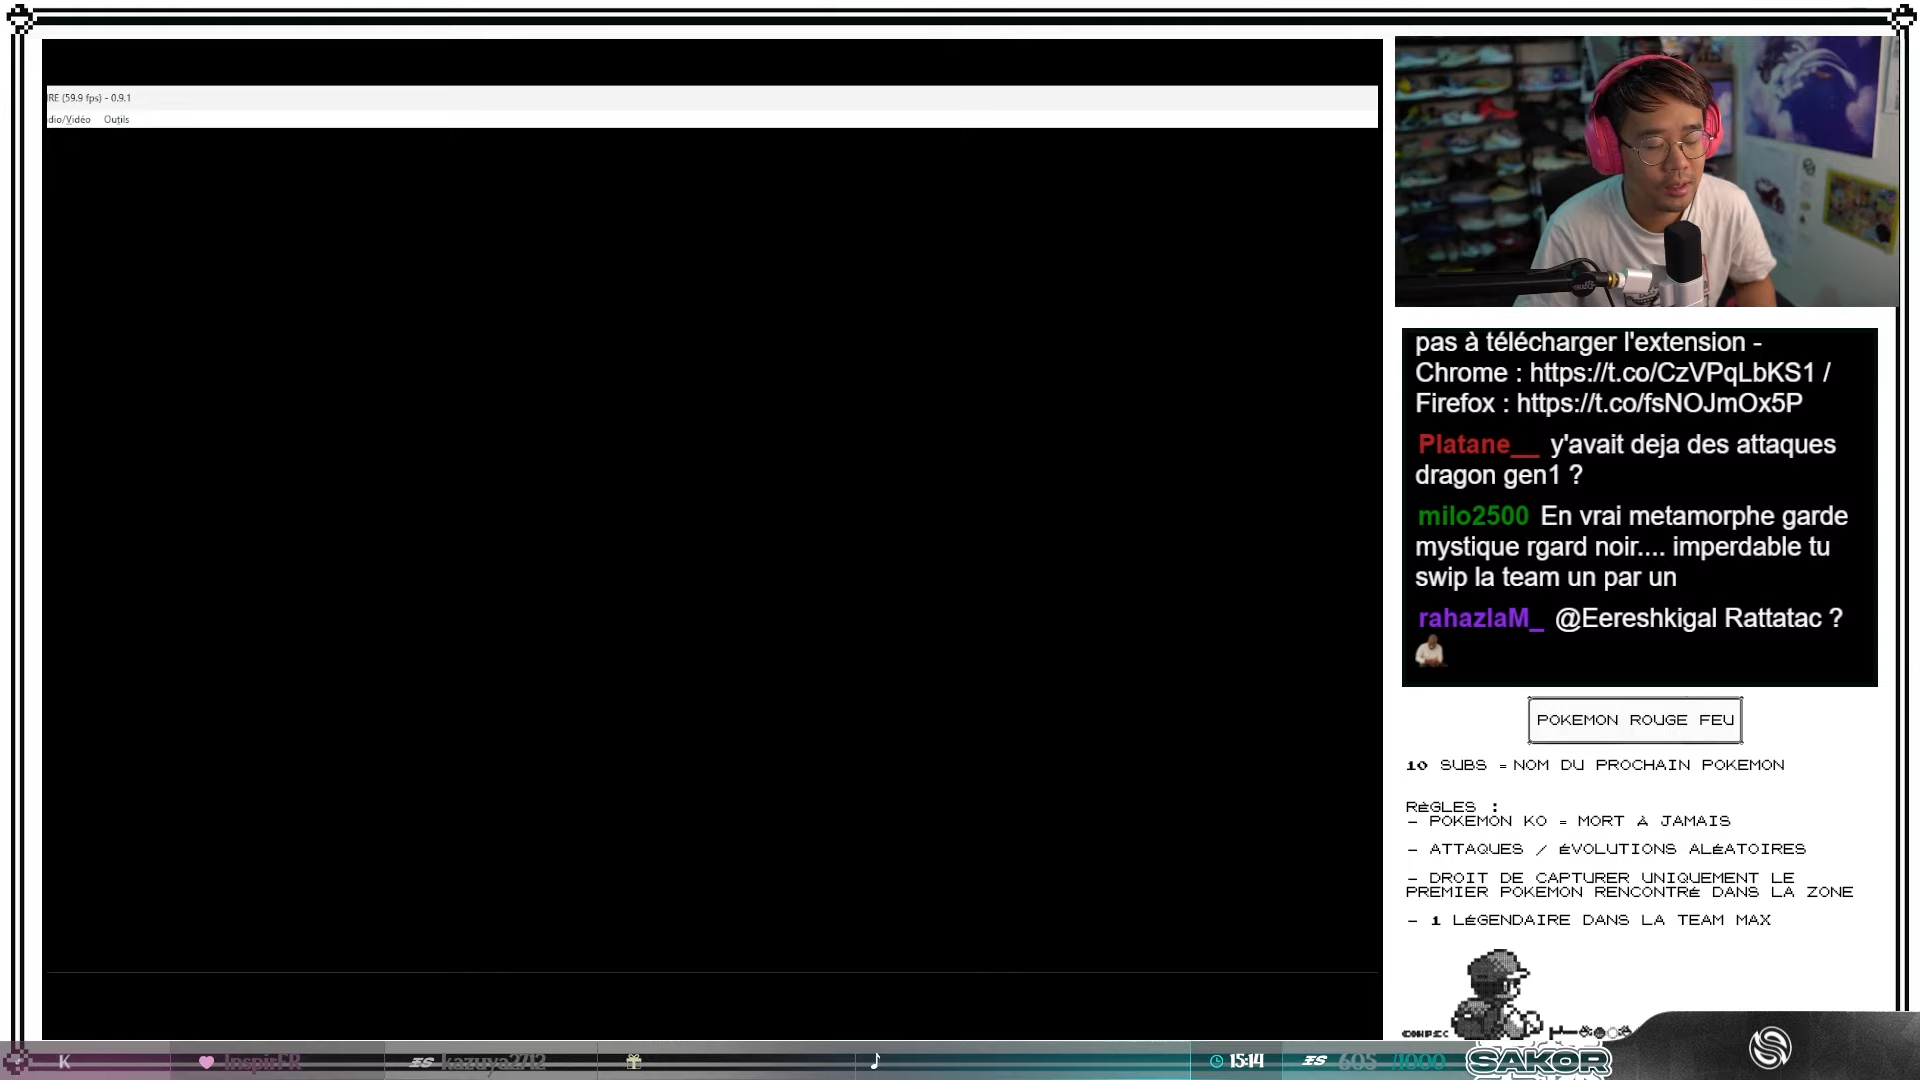 RE (59.9 fps) - 0.9.1
dio/Vidéo Outils
pas à télécharger l'extension -
Chrome : https://t.co/CzVPqLbKS1 /
Firefox : https://t.co/fsNOJmOx5P
Platane__ y'avait deja des attaques
dragon gen1 ?
milo2500 En vrai metamorphe garde
mystique rgard noir.... imperdable tu
swip la team un par un
rahazlaM_ @Eereshkigal Rattatac ?
POKEMON ROUGE FEU
10 SUBS = NOM DU PROCHAIN POKEMON
RÈGLES :
- POKEMON KO = MORT À JAMAIS
- ATTAQUES / ÉVOLUTIONS ALÉATOIRES
- DROIT DE CAPTURER UNIQUEMENT LE
PREMIER POKEMON RENCONTRÉ DANS LA ZONE
- 1 LÉGENDAIRE DANS LA TEAM MAX
K InspirFR kazuya2712 15:14 605 /1000 SAKOR